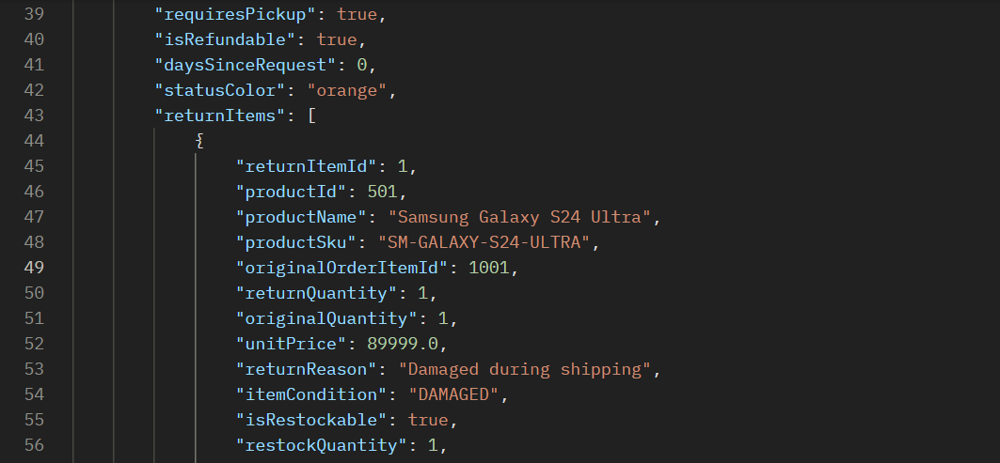 39 "requiresPickup": true,
40 "isRefundable": true,
41 "daysSinceRequest": 0,
42 "statusColor": "orange",
43 "returnItems": [
44 {
45 "returnItemId": 1,
46 "productId": 501,
47 "productName": "Samsung Galaxy S24 Ultra",
48 "productSku": "SM-GALAXY-S24-ULTRA",
49 "originalOrderItemId": 1001,
50 "returnQuantity": 1,
51 "originalQuantity": 1,
52 "unitPrice": 89999.0,
53 "returnReason": "Damaged during shipping",
54 "itemCondition": "DAMAGED",
55 "isRestockable": true,
56 "restockQuantity": 1,